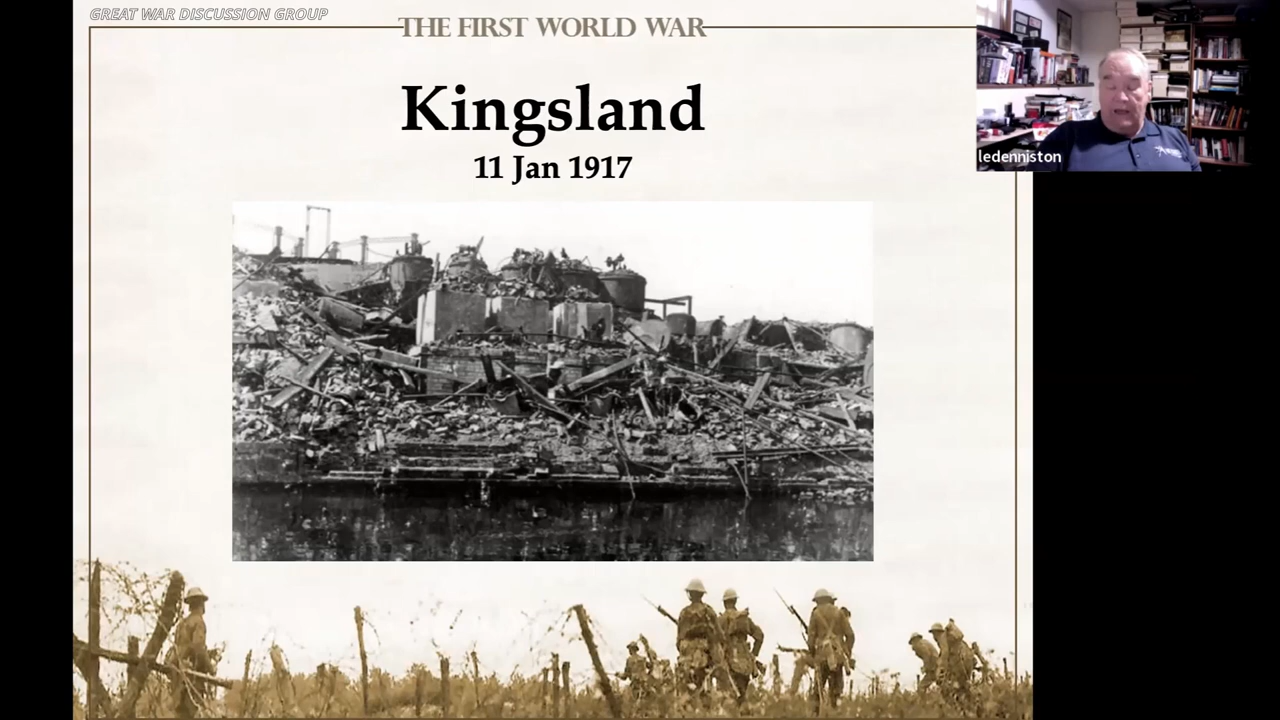 GREAT WAR DISCUSSION GROUP
THE FIRST WORLD WAR
Kingsland
11 Jan 1917
ledenniston